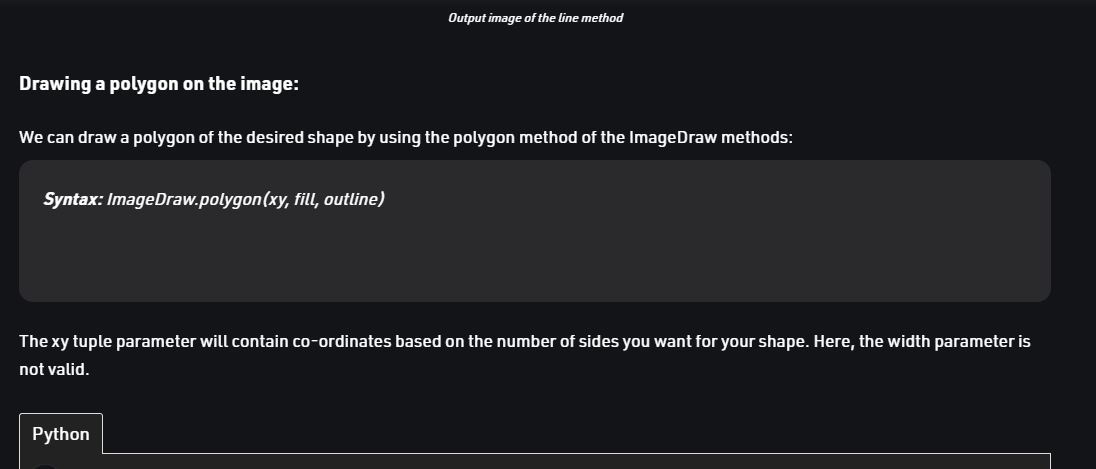 Output image of the line method
Drawing a polygon on the image:
We can draw a polygon of the desired shape by using the polygon method of the ImageDraw methods:
Syntax: ImageDraw.polygon(xy, fill, outline)
The xy tuple parameter will contain co-ordinates based on the number of sides you want for your shape. Here, the width parameter is
not valid.
Python